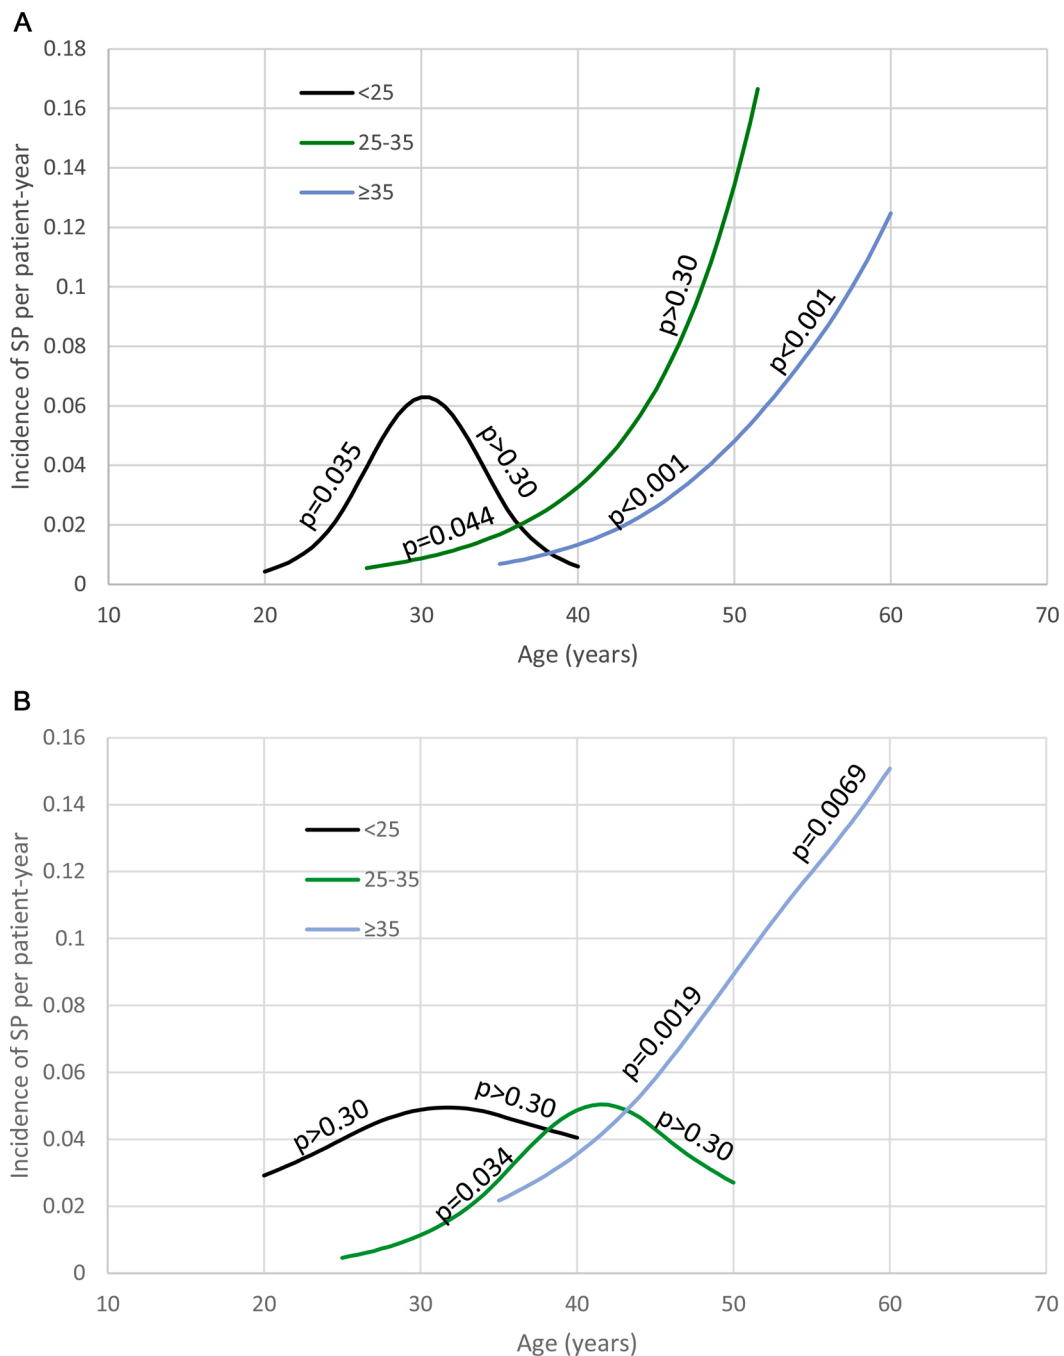 A
Incidence of SP per patient-year
0.18
0.16
0.14
0.12
0.1
0.08
0.06
0.04
0.02
0
<25
25-35
≥35
p=0.035
p>0.30
p=0.044
p>0.30
p<0.001
p<0.001
10 20 30 40 50 60 70
Age (years)
B
Incidence of SP per patient-year
0.16
0.14
0.12
0.1
0.08
0.06
0.04
0.02
0
<25
25-35
≥35
p>0.30
p>0.30
p=0.034
p>0.30
p=0.0019
p=0.0069
10 20 30 40 50 60 70
Age (years)